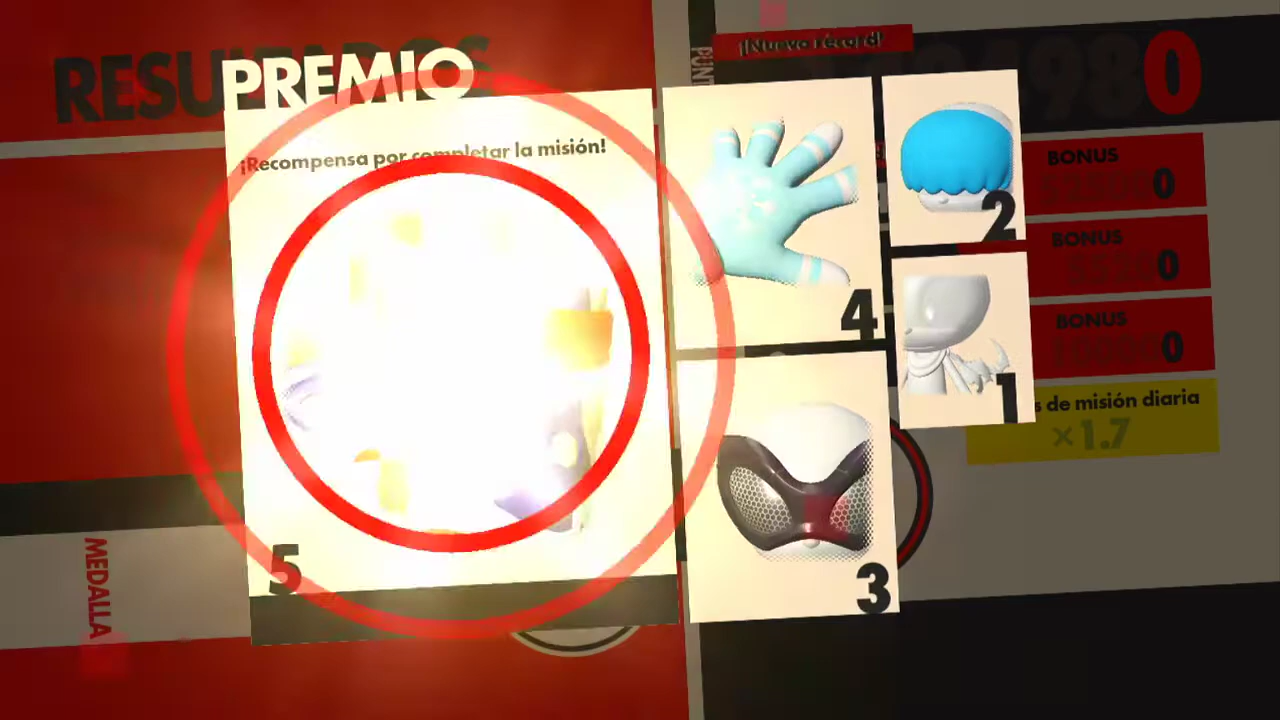 RESULTADOS
PREMIO
¡Recompensa por completar la misión!
5
4
3
2
1
¡Nuevo récord!
BONUS
BONUS
BONUS
de misión diaria
×1.7
MEDALLA